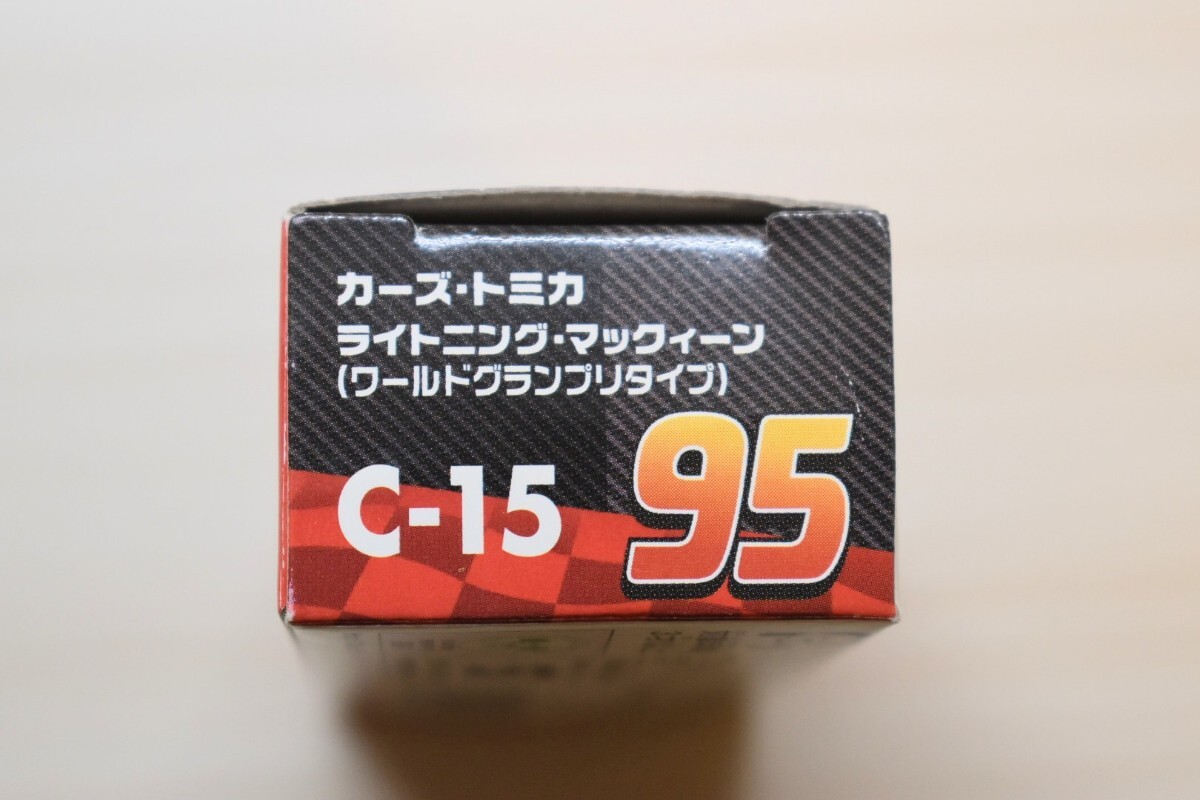 カーズ・トミカ
ライトニング・マックィーン
(ワールドグランプリタイプ)
C-15
95